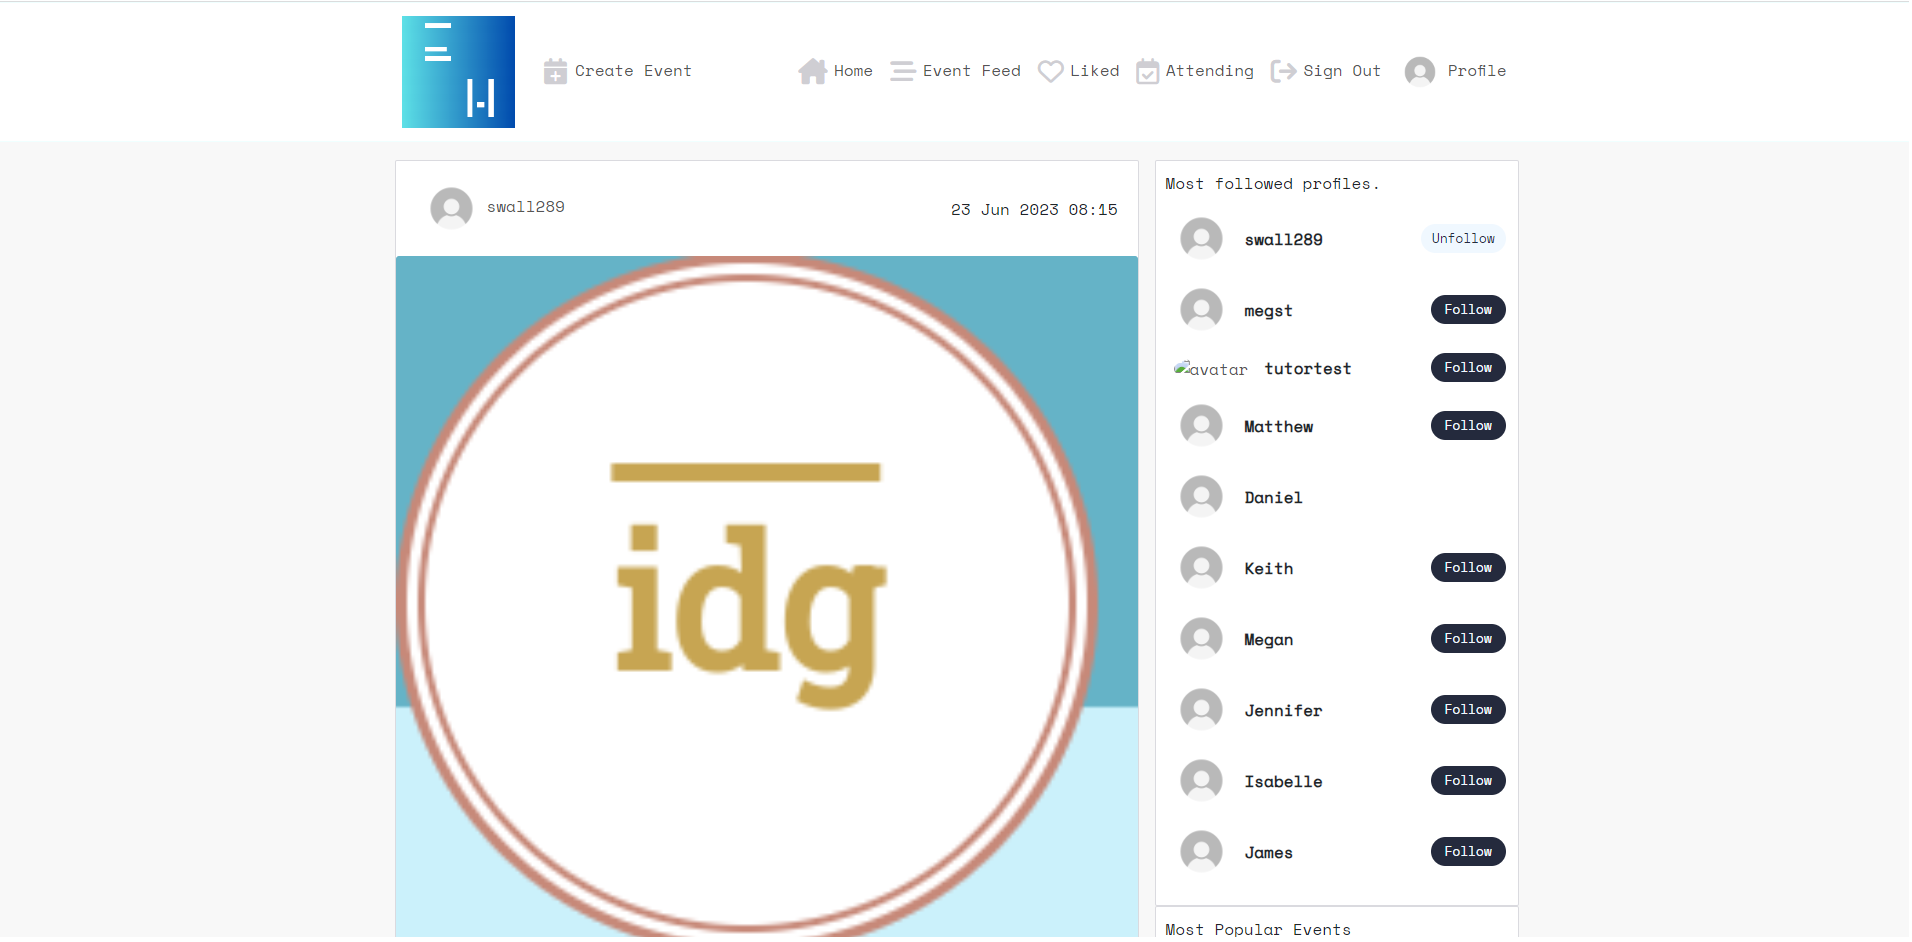 Create Event
Home
Event Feed
Liked
Attending
Sign Out
Profile
swall289
23 Jun 2023 08:15
idg
Most followed profiles.
swall289
Unfollow
megst
Follow
avatar
tutortest
Follow
Matthew
Follow
Daniel
Keith
Follow
Megan
Follow
Jennifer
Follow
Isabelle
Follow
James
Follow
Most Popular Events